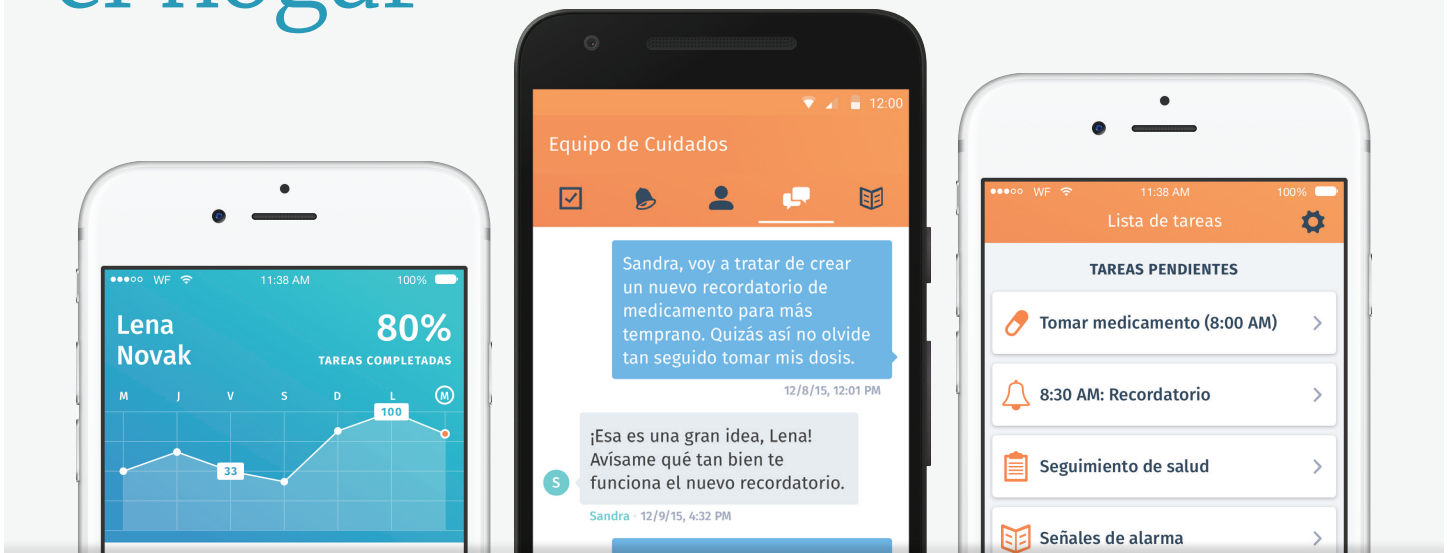 el hogar
WF 11:38 AM 100%
Lena
Novak
80%
TAREAS COMPLETADAS
M J V S D L M
100
33
12:00
Equipo de Cuidados
Sandra, voy a tratar de crear
un nuevo recordatorio de
medicamento para más
temprano. Quizás así no olvide
tan seguido tomar mis dosis.
12/8/15, 12:01 PM
¡Esa es una gran idea, Lena!
Avísame qué tan bien te
funciona el nuevo recordatorio.
S
Sandra · 12/9/15, 4:32 PM
WF 11:38 AM 100%
Lista de tareas
TAREAS PENDIENTES
Tomar medicamento (8:00 AM)
8:30 AM: Recordatorio
Seguimiento de salud
Señales de alarma